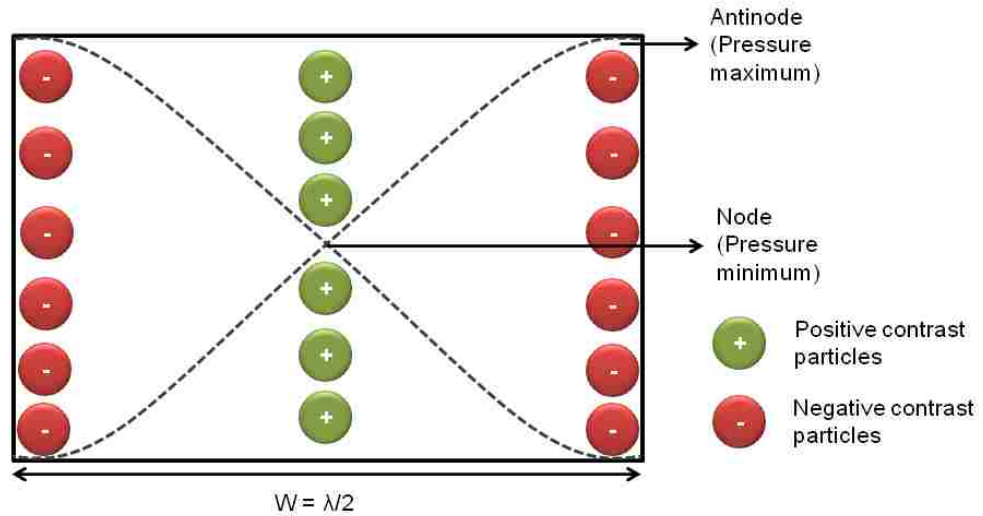 Antinode
(Pressure
maximum)
Node
(Pressure
minimum)
+ Positive contrast
particles
- Negative contrast
particles
- + -
- + -
- + -
- + -
- + -
- + -
W = λ/2